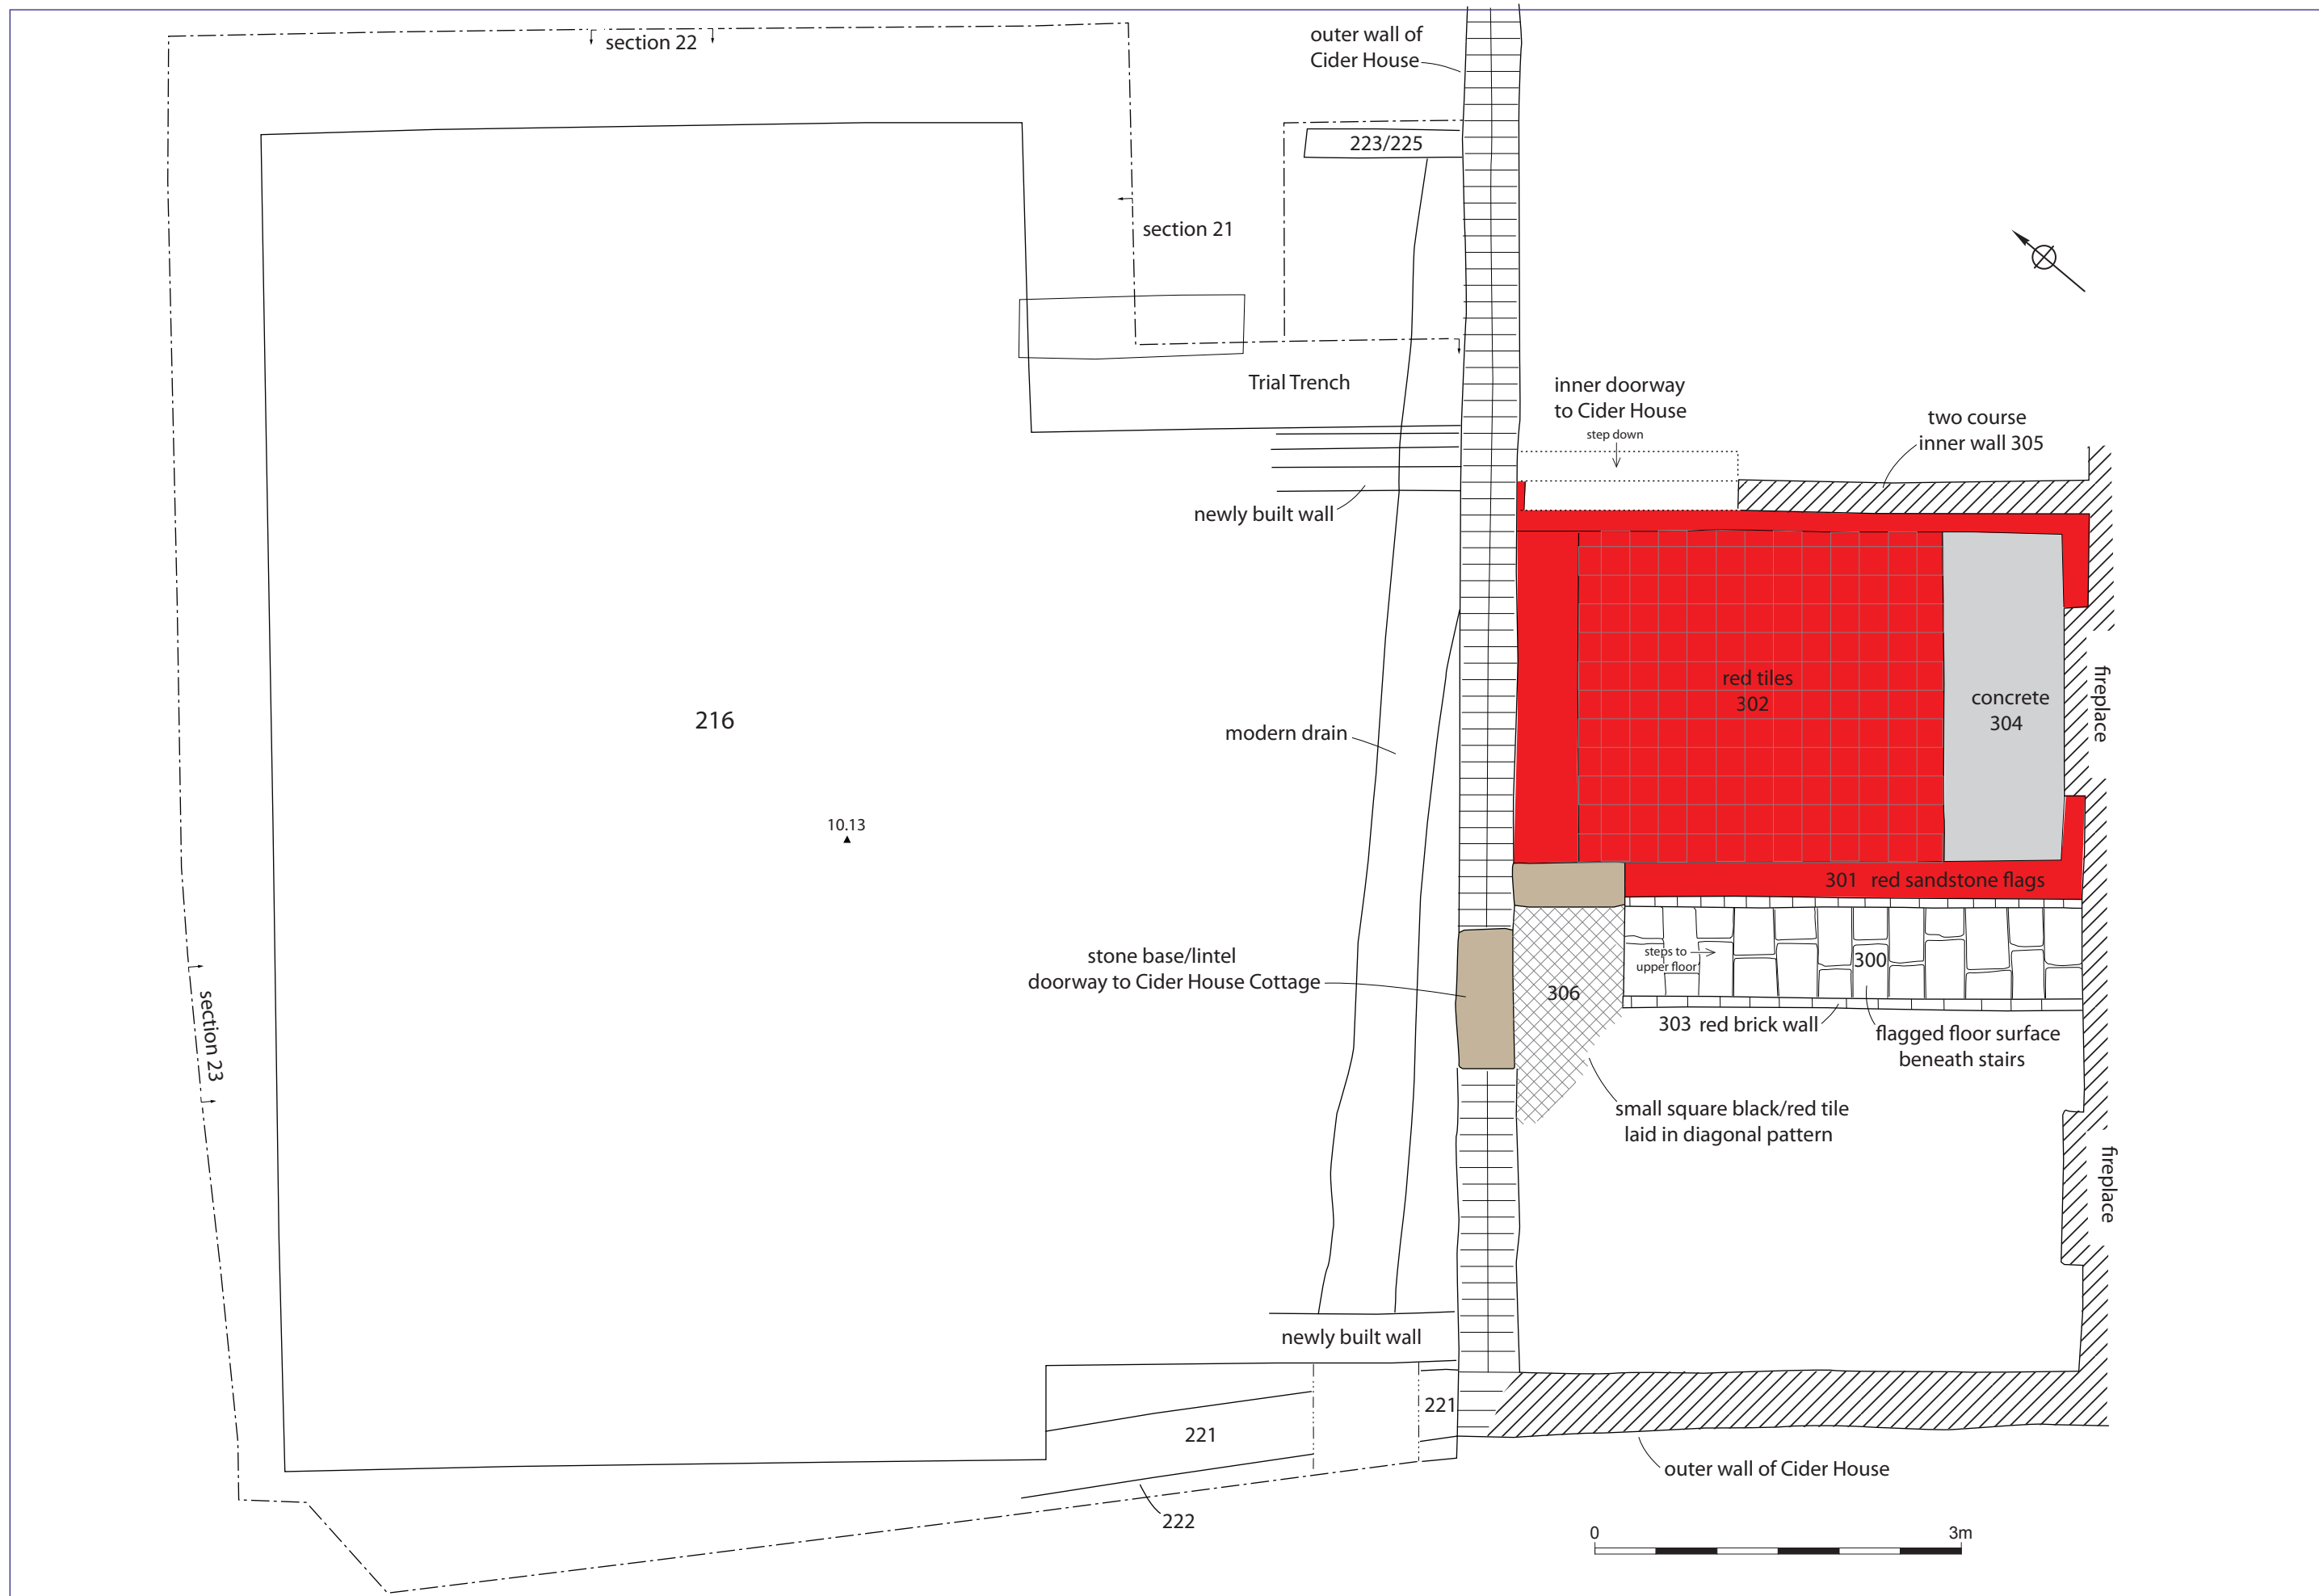 section 22
outer wall of
Cider House
223/225
section 21
Trial Trench
inner doorway
to Cider House
step down
two course
inner wall 305
newly built wall
216
10.13
modern drain
red tiles
302
concrete
304
fireplace
301 red sandstone flags
steps to
upper floor
300
306
stone base/lintel
doorway to Cider House Cottage
section 23
303 red brick wall
flagged floor surface
beneath stairs
small square black/red tile
laid in diagonal pattern
fireplace
newly built wall
221
221
222
outer wall of Cider House
0 3m